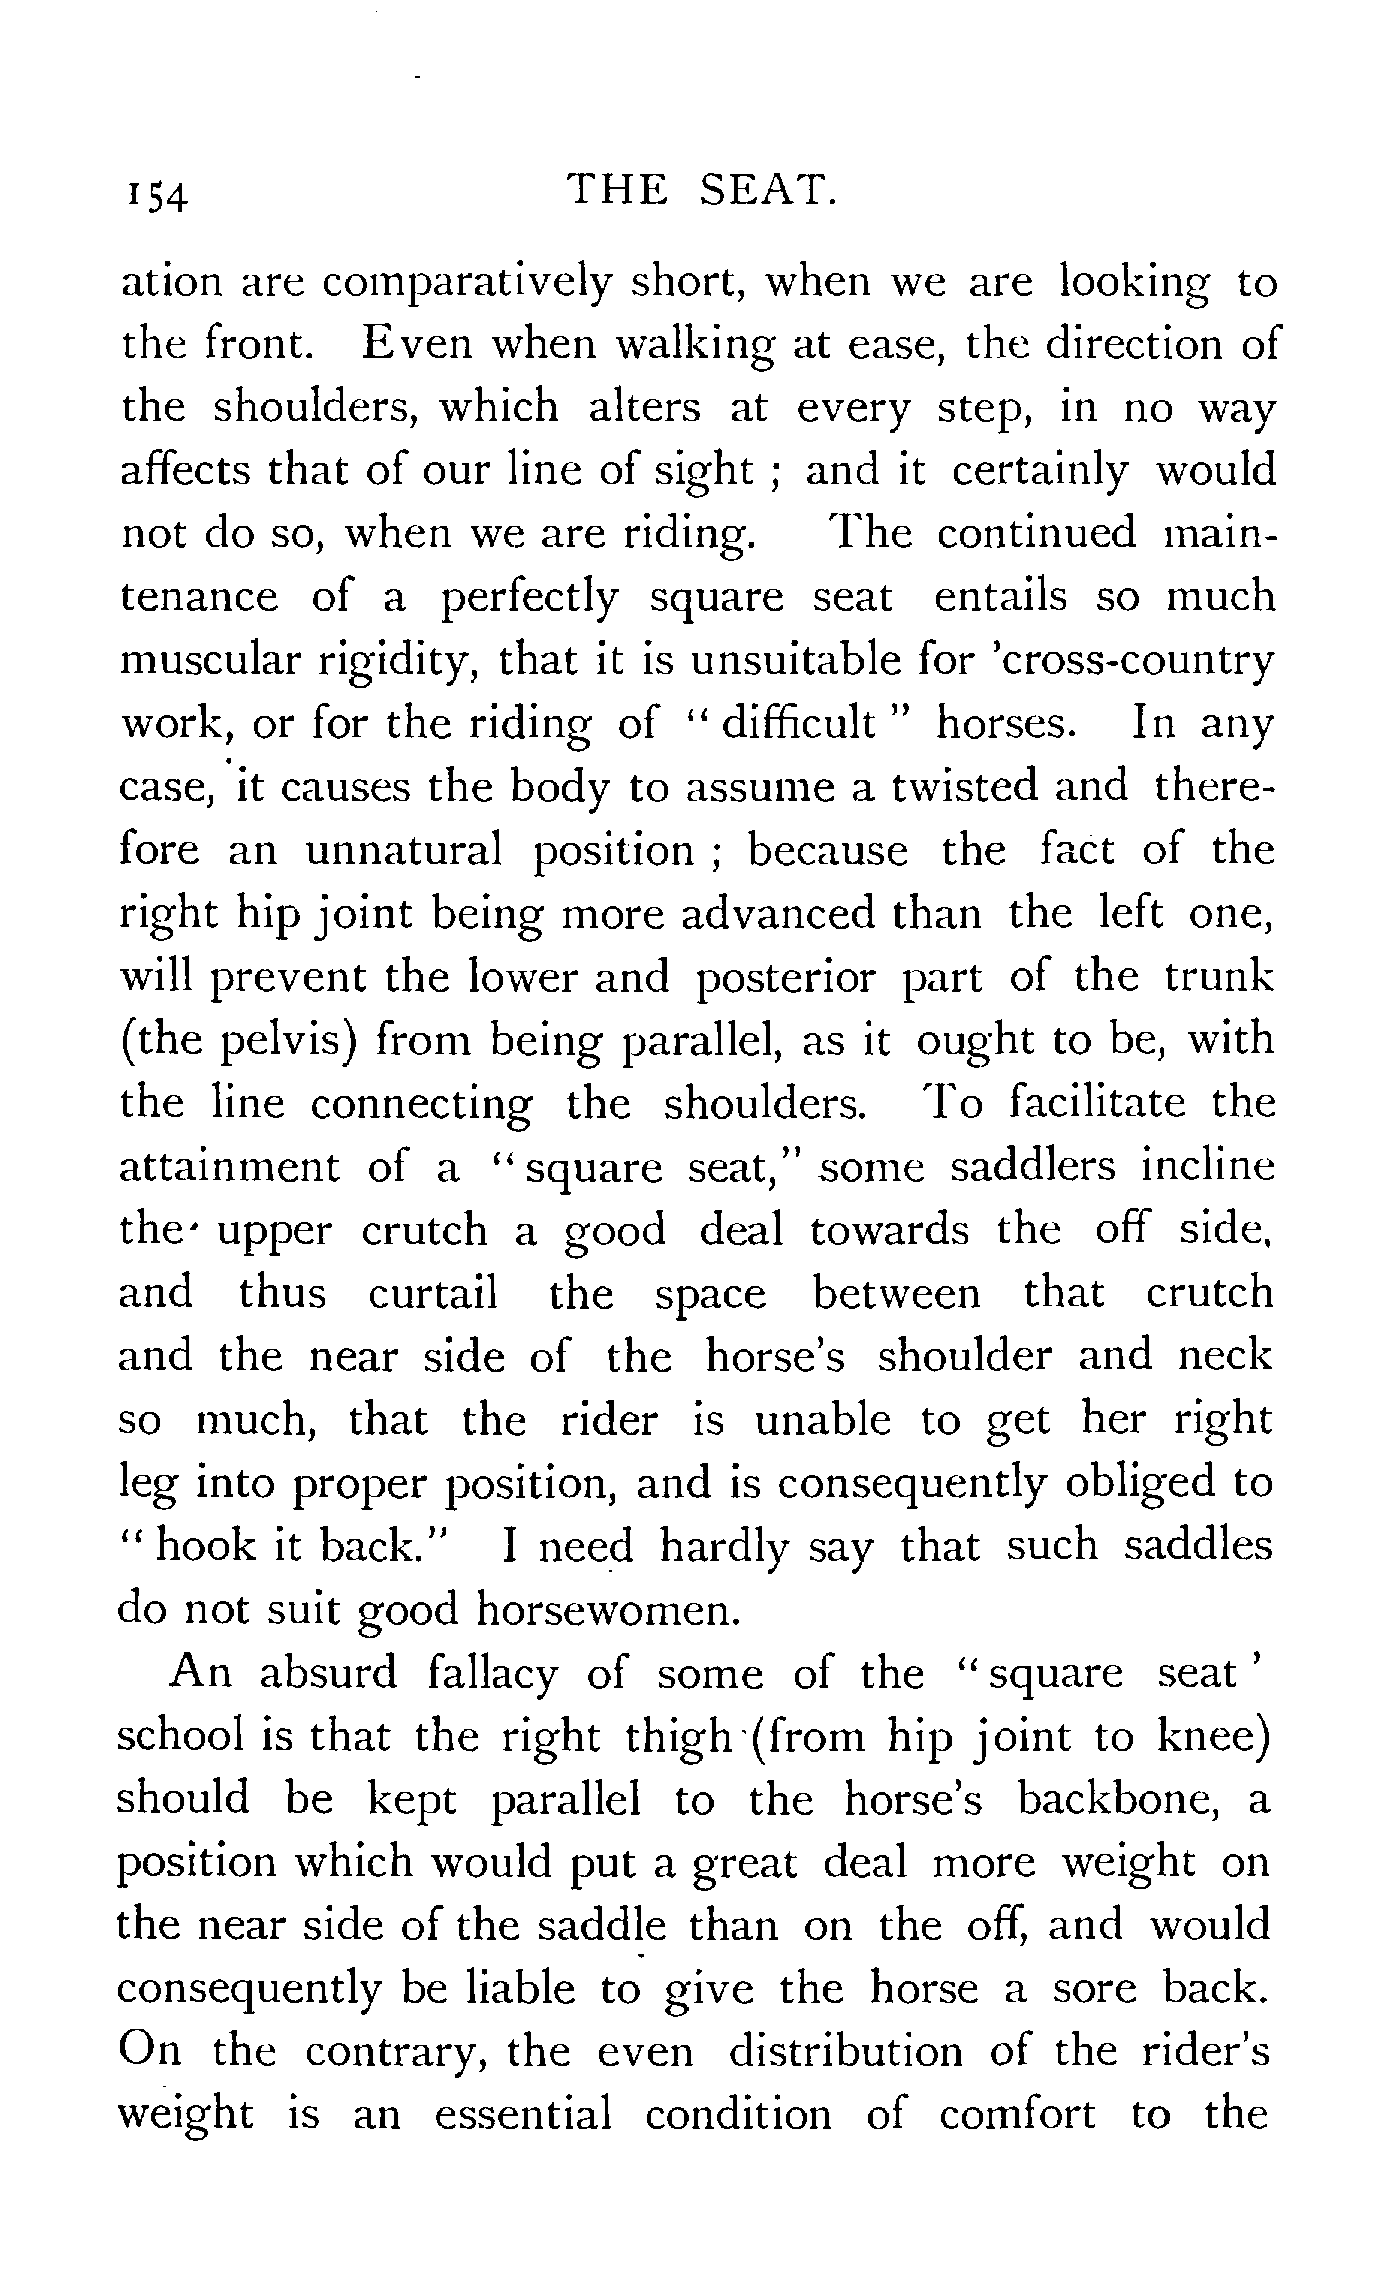 154 THE SEAT.
ation are comparatively short, when we are looking to
the front. Even when walking at ease, the direction of
the shoulders, which alters at every step, in no way
affects that of our line of sight ; and it certainly would
not do so, when we are riding. The continued main-
tenance of a perfectly square seat entails so much
muscular rigidity, that it is unsuitable for 'cross-country
work, or for the riding of “ difficult ” horses. In any
case, it causes the body to assume a twisted and there-
fore an unnatural position ; because the fact of the
right hip joint being more advanced than the left one,
will prevent the lower and posterior part of the trunk
(the pelvis) from being parallel, as it ought to be, with
the line connecting the shoulders. To facilitate the
attainment of a “ square seat,” some saddlers incline
the upper crutch a good deal towards the off side,
and thus curtail the space between that crutch
and the near side of the horse's shoulder and neck
so much, that the rider is unable to get her right
leg into proper position, and is consequently obliged to
“ hook it back.” I need hardly say that such saddles
do not suit good horsewomen.
An absurd fallacy of some of the “ square seat ’
school is that the right thigh (from hip joint to knee)
should be kept parallel to the horse's backbone, a
position which would put a great deal more weight on
the near side of the saddle than on the off, and would
consequently be liable to give the horse a sore back.
On the contrary, the even distribution of the rider's
weight is an essential condition of comfort to the